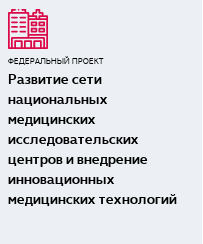 ФЕДЕРАЛЬНЫЙ ПРОЕКТ
Развитие сети
национальных
медицинских
исследовательских
центров и внедрение
инновационных
медицинских технологий